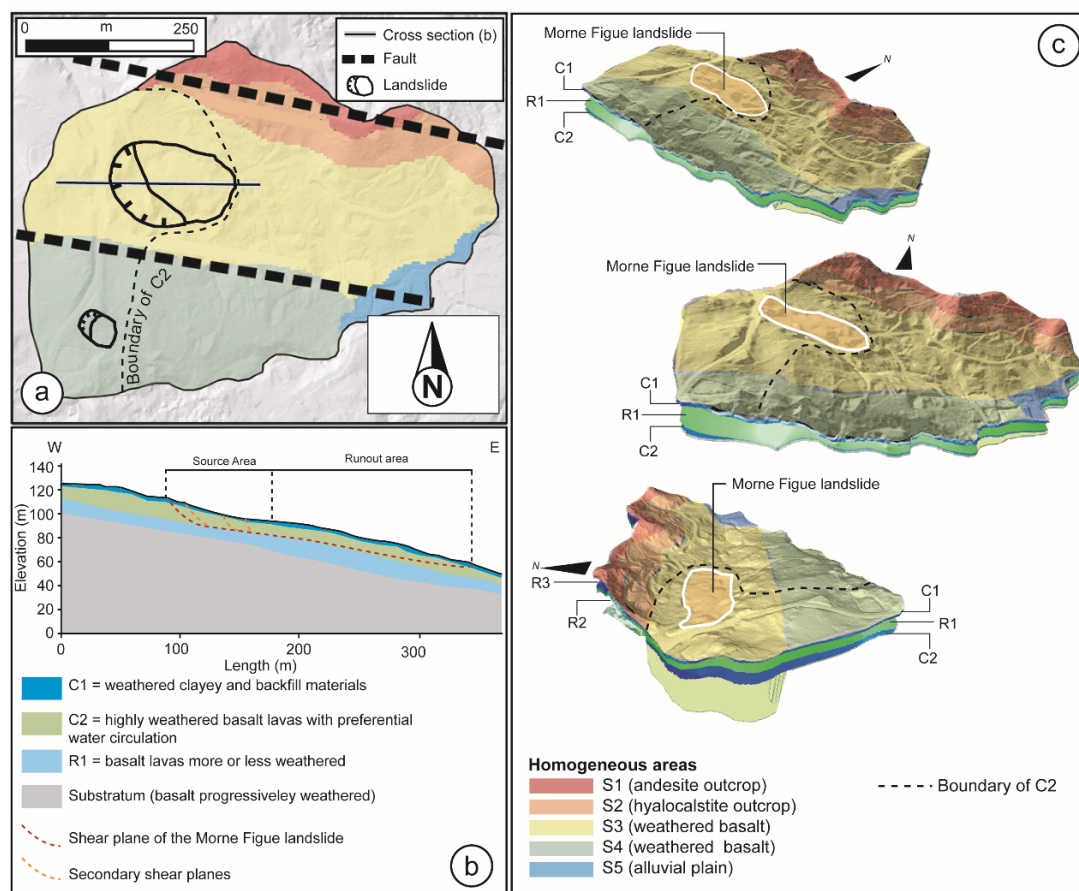 0 m 250
Cross section (b)
Fault
Landslide
Boundary of C2
N
a
W E
Source Area Runout area
140
120
100
80
60
40
20
0
Elevation (m)
0 100 200 300
Length (m)
C1 = weathered clayey and backfill materials
C2 = highly weathered basalt lavas with preferential
water circulation
R1 = basalt lavas more or less weathered
Substratum (basalt progressiveley weathered)
Shear plane of the Morne Figue landslide
Secondary shear planes
b
c
Morne Figue landslide
N
C1
R1
C2
Morne Figue landslide
N
C1
R1
C2
Morne Figue landslide
N
R3
R2
C1
R1
C2
Homogeneous areas
S1 (andesite outcrop)
S2 (hyalocalstite outcrop)
S3 (weathered basalt)
S4 (weathered basalt)
S5 (alluvial plain)
Boundary of C2